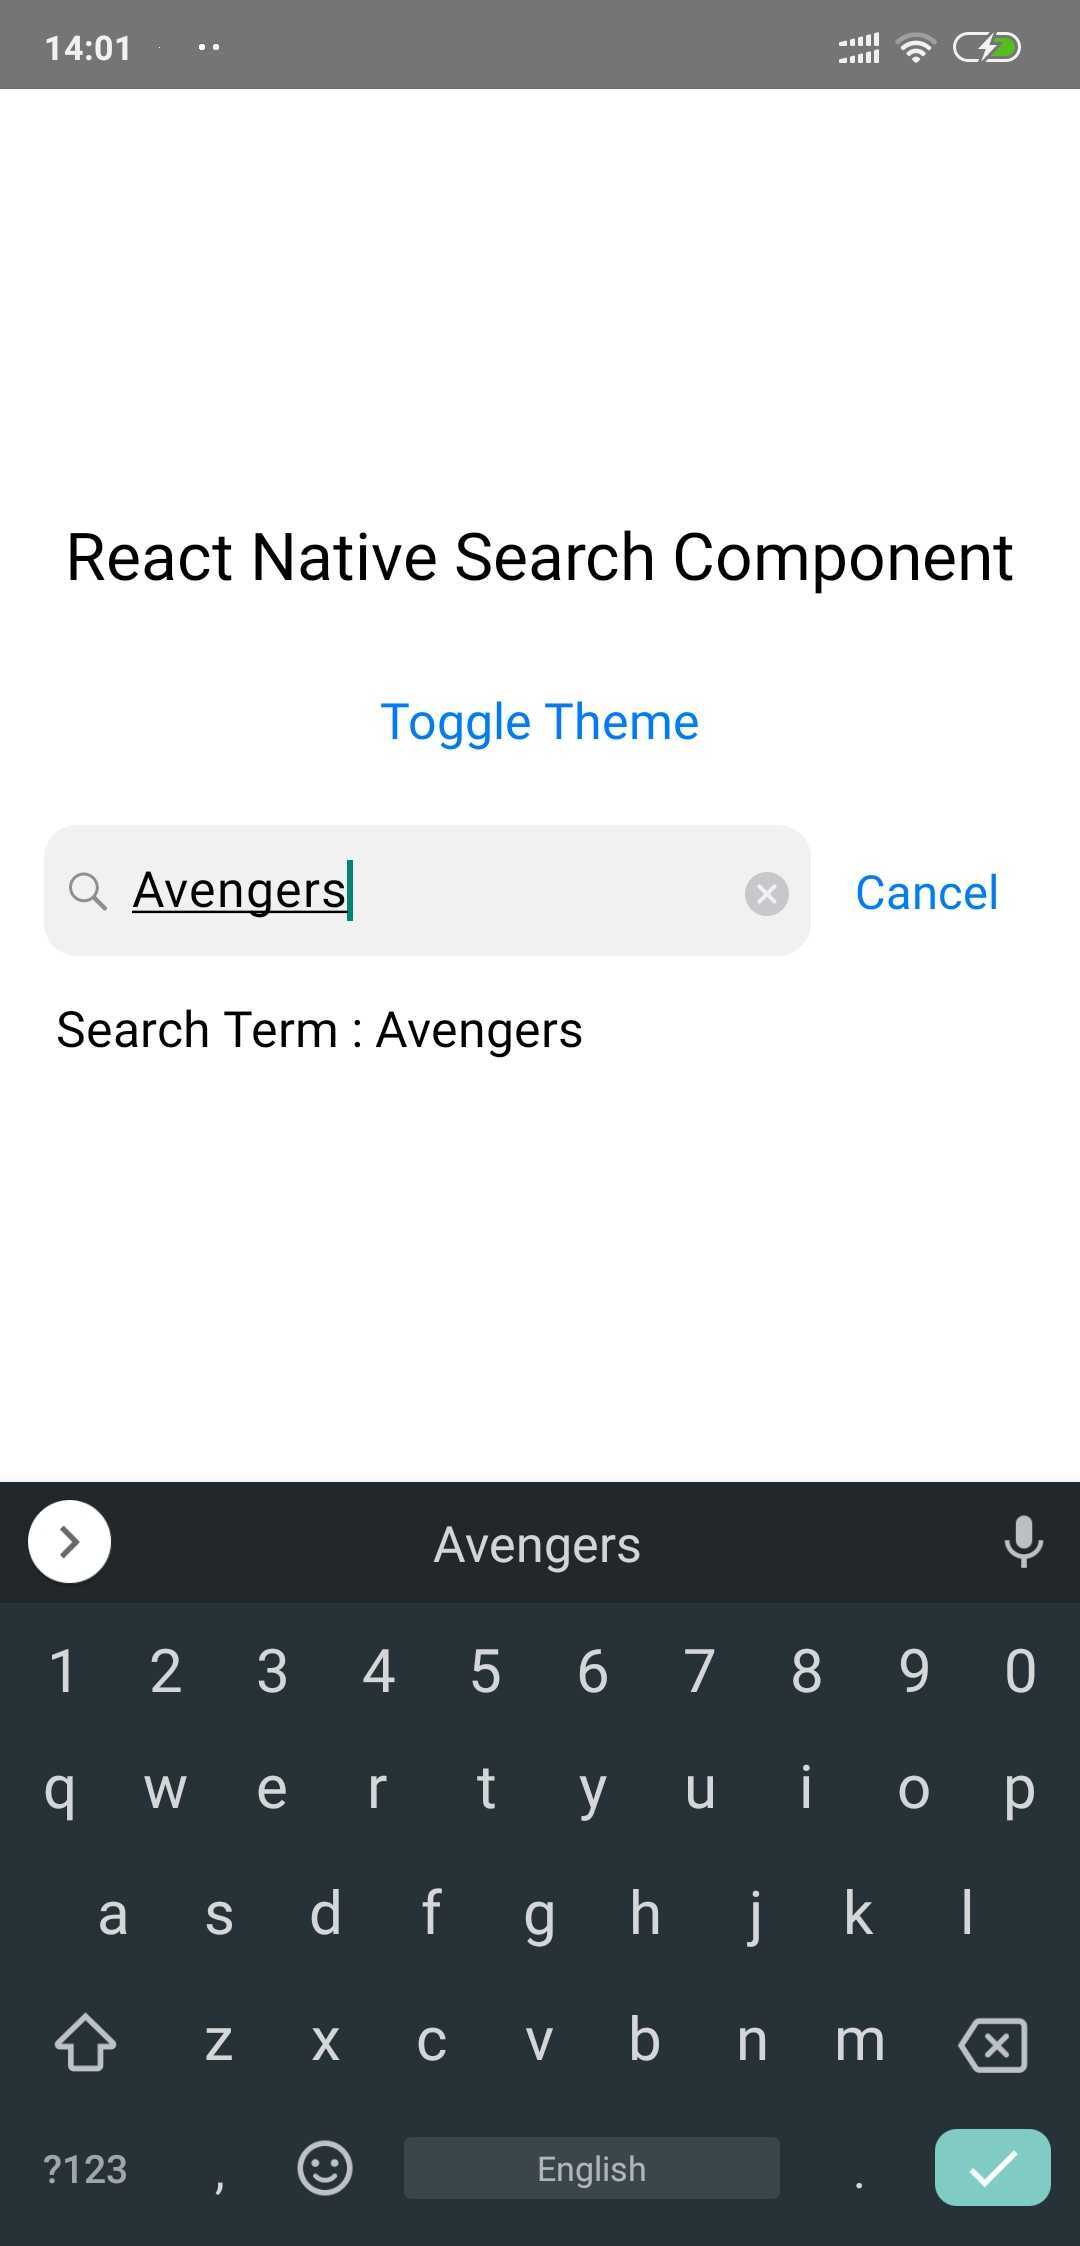 14:01
React Native Search Component
Toggle Theme
Avengers Cancel
Search Term : Avengers
Avengers
1 2 3 4 5 6 7 8 9 0
q w e r t y u i o p
a s d f g h j k l
z x c v b n m
?123 , English .